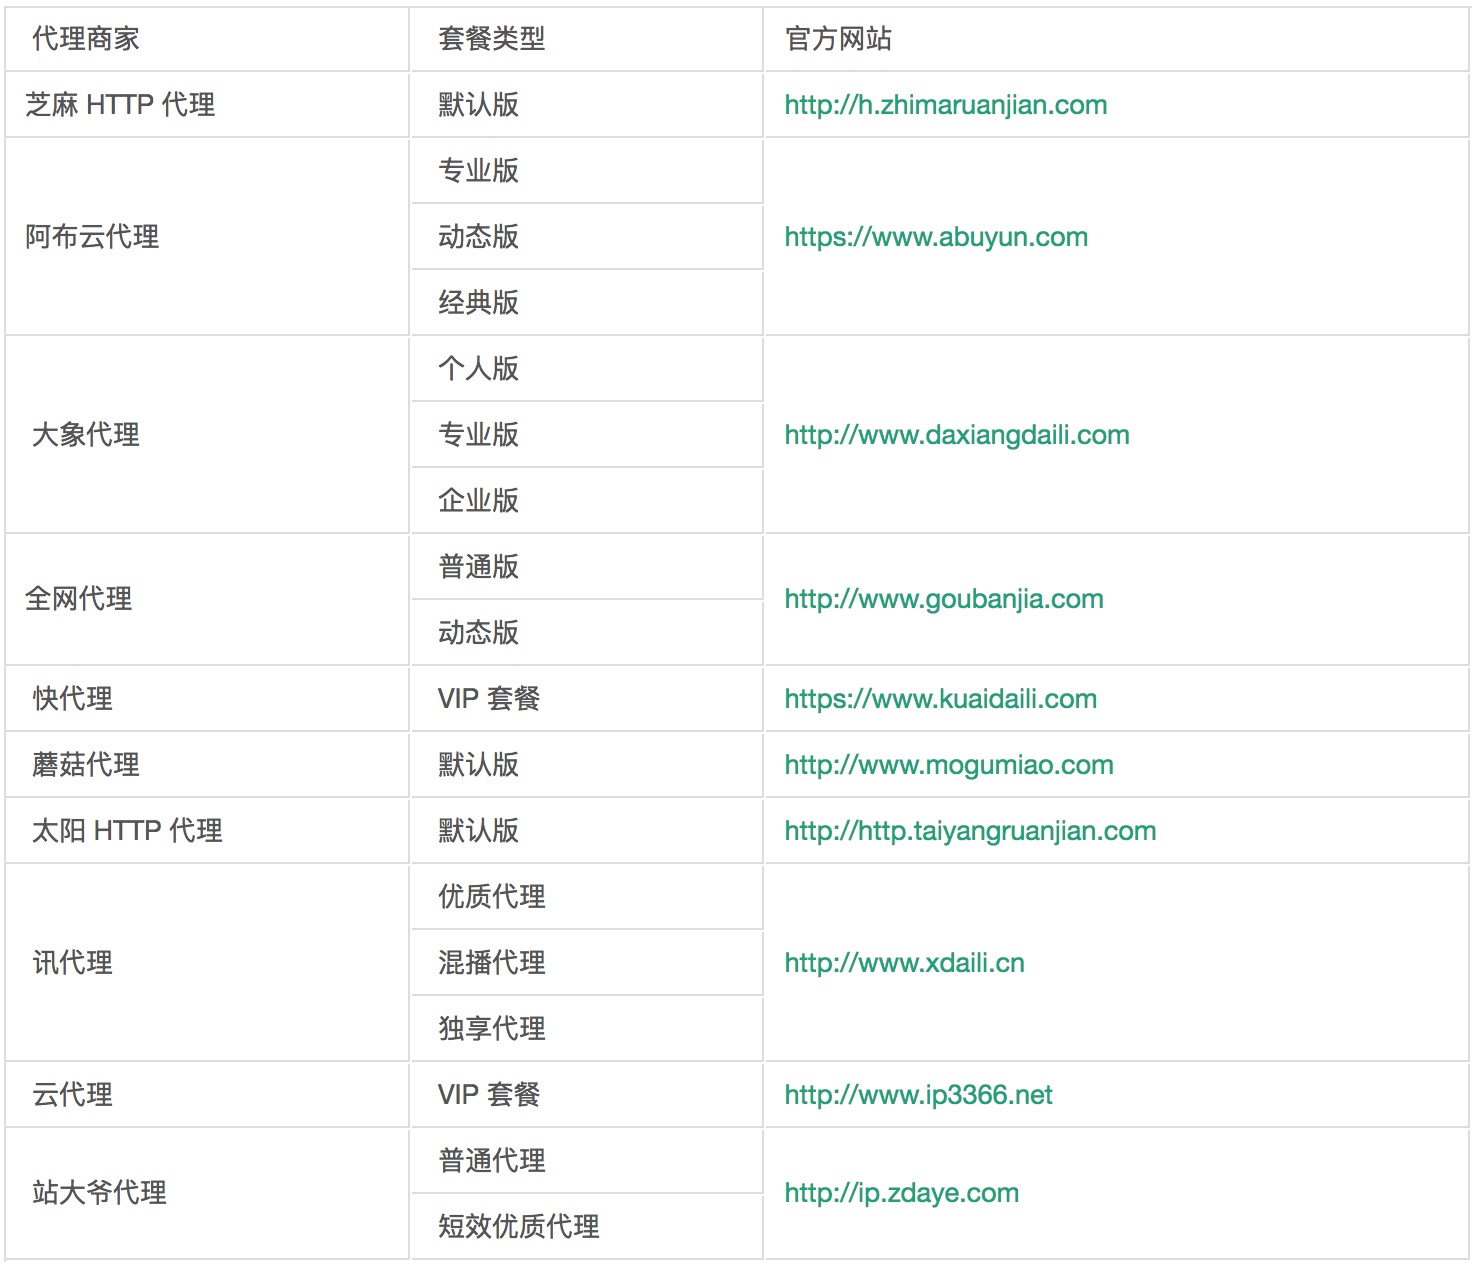 代理商家 套餐类型 官方网站
芝麻 HTTP 代理 默认版 http://h.zhimaruanjian.com
专业版
阿布云代理 动态版 https://www.abuyun.com
经典版
个人版
大象代理 专业版 http://www.daxiangdaili.com
企业版
普通版
全网代理 http://www.goubanjia.com
动态版
快代理 VIP 套餐 https://www.kuaidaili.com
蘑菇代理 默认版 http://www.mogumiao.com
太阳 HTTP 代理 默认版 http://http.taiyangruanjian.com
优质代理
讯代理 混播代理 http://www.xdaili.cn
独享代理
云代理 VIP 套餐 http://www.ip3366.net
普通代理
站大爷代理 http://ip.zdaye.com
短效优质代理